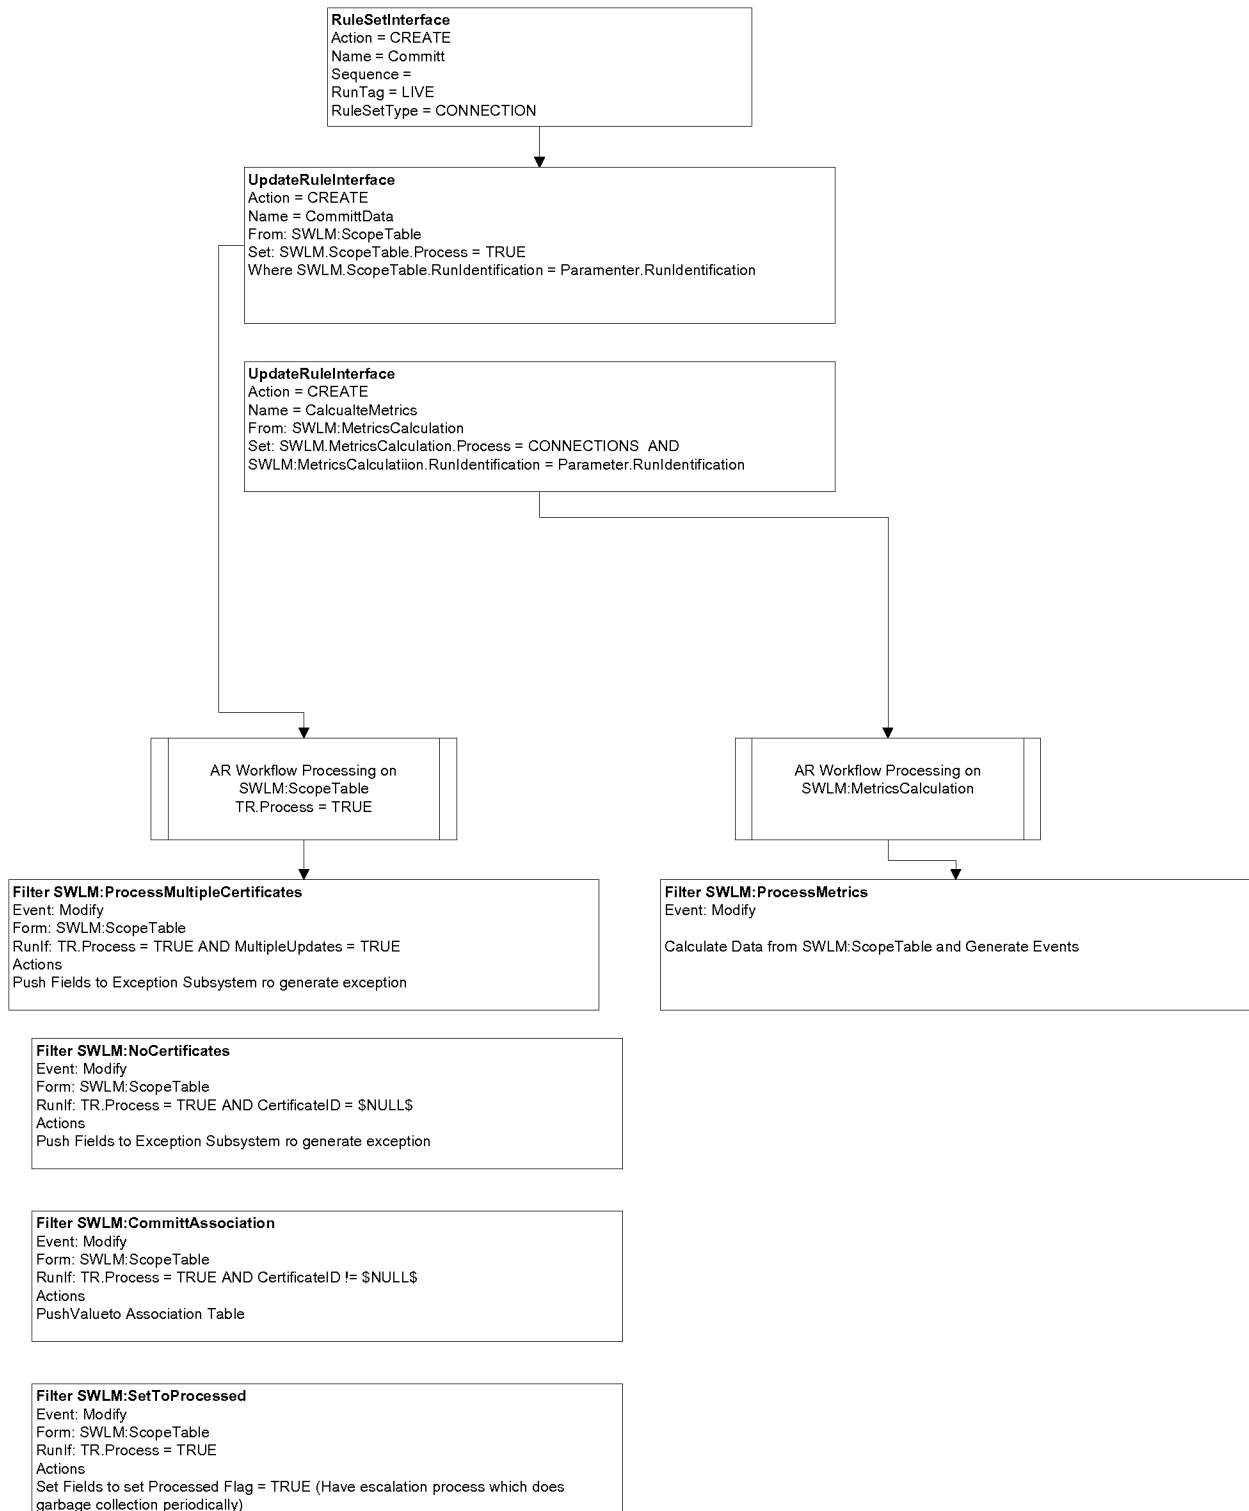 RuleSetInterface
Action = CREATE
Name = Committ
Sequence =
RunTag = LIVE
RuleSetType = CONNECTION
UpdateRuleInterface
Action = CREATE
Name = CommittData
From: SWLM:ScopeTable
Set: SWLM.ScopeTable.Process = TRUE
Where SWLM.ScopeTable.RunIdentification = Paramenter.RunIdentification
UpdateRuleInterface
Action = CREATE
Name = CalcualteMetrics
From: SWLM:MetricsCalculation
Set: SWLM.MetricsCalculation.Process = CONNECTIONS  AND
SWLM:MetricsCalculatiion.RunIdentification = Parameter.RunIdentification
AR Workflow Processing on
SWLM:ScopeTable
TR.Process = TRUE
AR Workflow Processing on
SWLM:MetricsCalculation
Filter SWLM:ProcessMultipleCertificates
Event: Modify
Form: SWLM:ScopeTable
RunIf: TR.Process = TRUE AND MultipleUpdates = TRUE
Actions
Push Fields to Exception Subsystem ro generate exception
Filter SWLM:ProcessMetrics
Event: Modify
Calculate Data from SWLM:ScopeTable and Generate Events
Filter SWLM:NoCertificates
Event: Modify
Form: SWLM:ScopeTable
RunIf: TR.Process = TRUE AND CertificateID = $NULL$
Actions
Push Fields to Exception Subsystem ro generate exception
Filter SWLM:CommittAssociation
Event: Modify
Form: SWLM:ScopeTable
RunIf: TR.Process = TRUE AND CertificateID != $NULL$
Actions
PushValueto Association Table
Filter SWLM:SetToProcessed
Event: Modify
Form: SWLM:ScopeTable
RunIf: TR.Process = TRUE
Actions
Set Fields to set Processed Flag = TRUE (Have escalation process which does
garbage collection periodically)